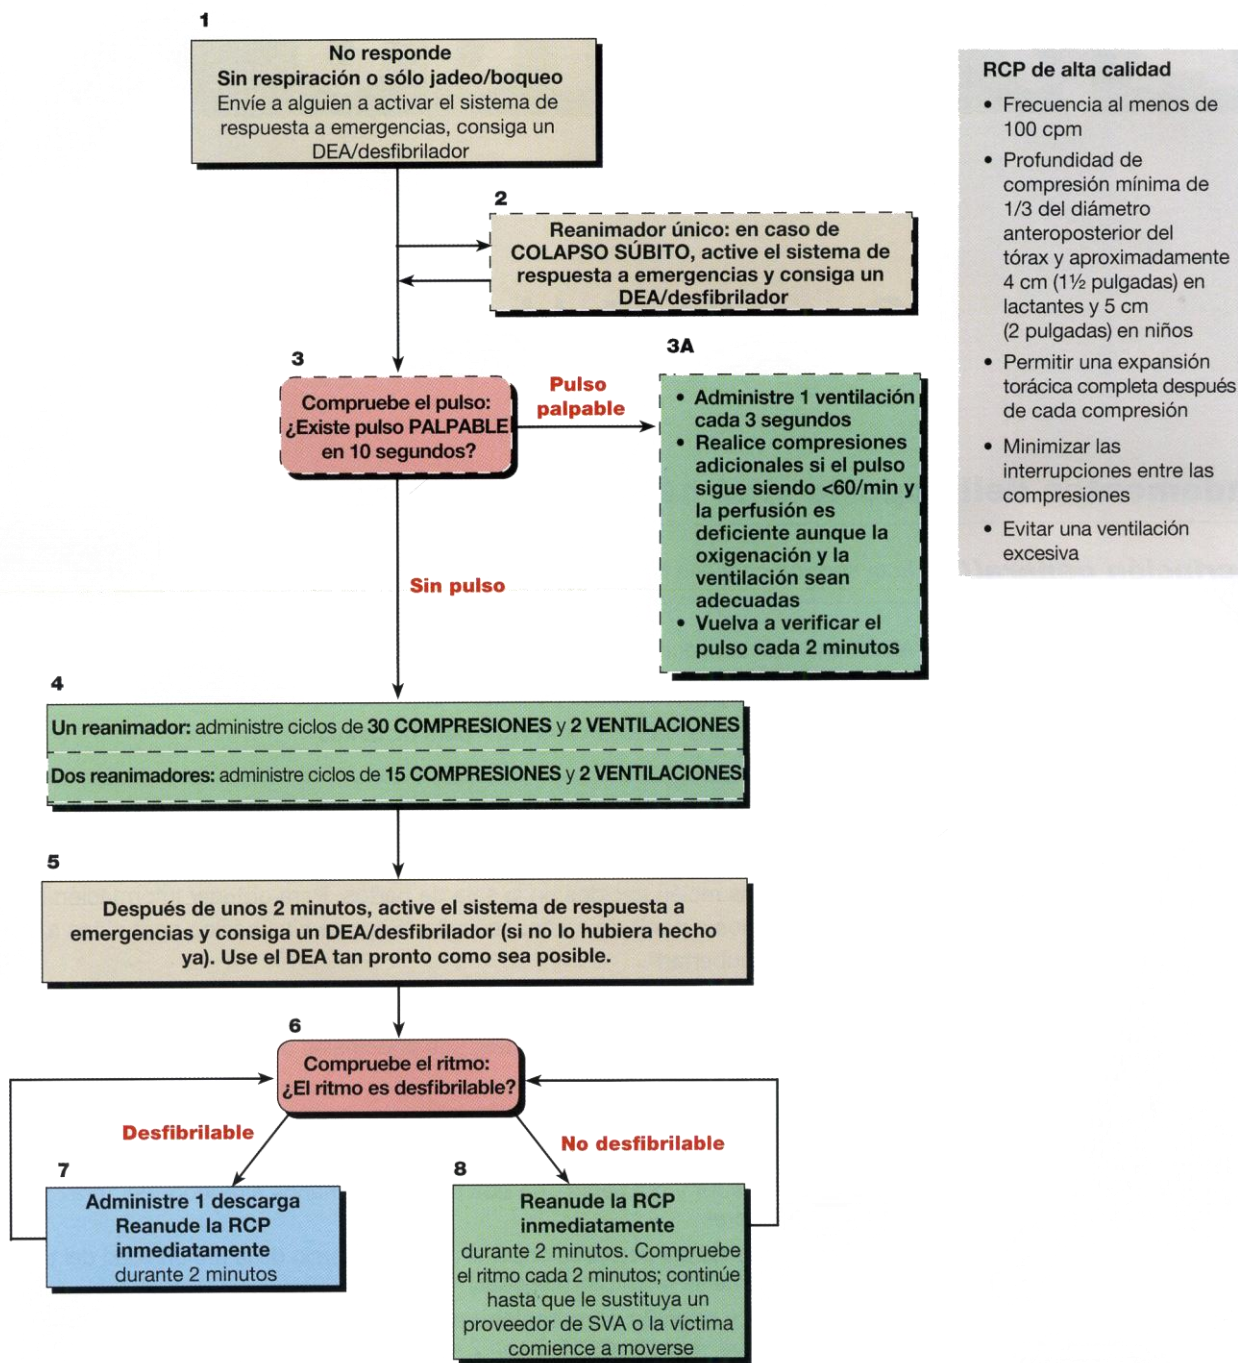 1
No responde
Sin respiración o sólo jadeo/boqueo
Envíe a alguien a activar el sistema de
respuesta a emergencias, consiga un
DEA/desfibrilador
2
Reanimador único: en caso de
COLAPSO SÚBITO, active el sistema de
respuesta a emergencias y consiga un
DEA/desfibrilador
3
Compruebe el pulso:
¿Existe pulso PALPABLE
en 10 segundos?
Pulso
palpable
3A
• Administre 1 ventilación
cada 3 segundos
• Realice compresiones
adicionales si el pulso
sigue siendo <60/min y
la perfusión es
deficiente aunque la
oxigenación y la
ventilación sean
adecuadas
• Vuelva a verificar el
pulso cada 2 minutos
Sin pulso
4
Un reanimador: administre ciclos de 30 COMPRESIONES y 2 VENTILACIONES
Dos reanimadores: administre ciclos de 15 COMPRESIONES y 2 VENTILACIONES
5
Después de unos 2 minutos, active el sistema de respuesta a
emergencias y consiga un DEA/desfibrilador (si no lo hubiera hecho
ya). Use el DEA tan pronto como sea posible.
6
Compruebe el ritmo:
¿El ritmo es desfibrilable?
Desfibrilable
No desfibrilable
7
Administre 1 descarga
Reanude la RCP
inmediatamente
durante 2 minutos
8
Reanude la RCP
inmediatamente
durante 2 minutos. Compruebe
el ritmo cada 2 minutos; continúe
hasta que le sustituya un
proveedor de SVA o la víctima
comience a moverse
RCP de alta calidad
• Frecuencia al menos de
100 cpm
• Profundidad de
compresión mínima de
1/3 del diámetro
anteroposterior del
tórax y aproximadamente
4 cm (1½ pulgadas) en
lactantes y 5 cm
(2 pulgadas) en niños
• Permitir una expansión
torácica completa después
de cada compresión
• Minimizar las
interrupciones entre las
compresiones
• Evitar una ventilación
excesiva